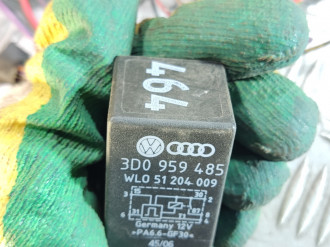 464
3D0 959 485
WLO 51 204 009
Germany 12V
>PA6.6-GF30<
45/06